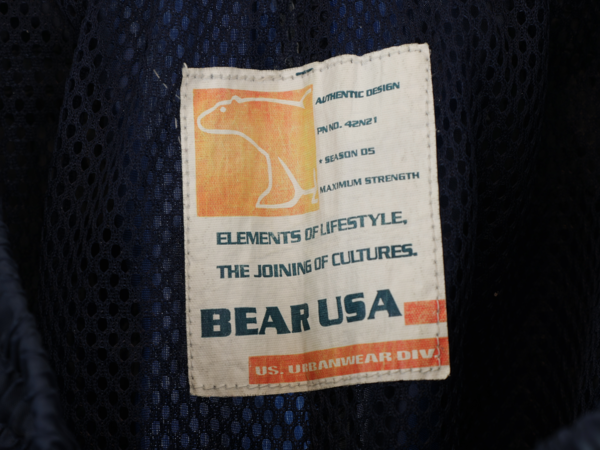 AUTHENTIC DESIGN
PN NO. 42N21
* SEASON 05
MAXIMUM STRENGTH
ELEMENTS OF LIFESTYLE,
THE JOINING OF CULTURES.
BEAR USA
US. URBANWEAR DIV.